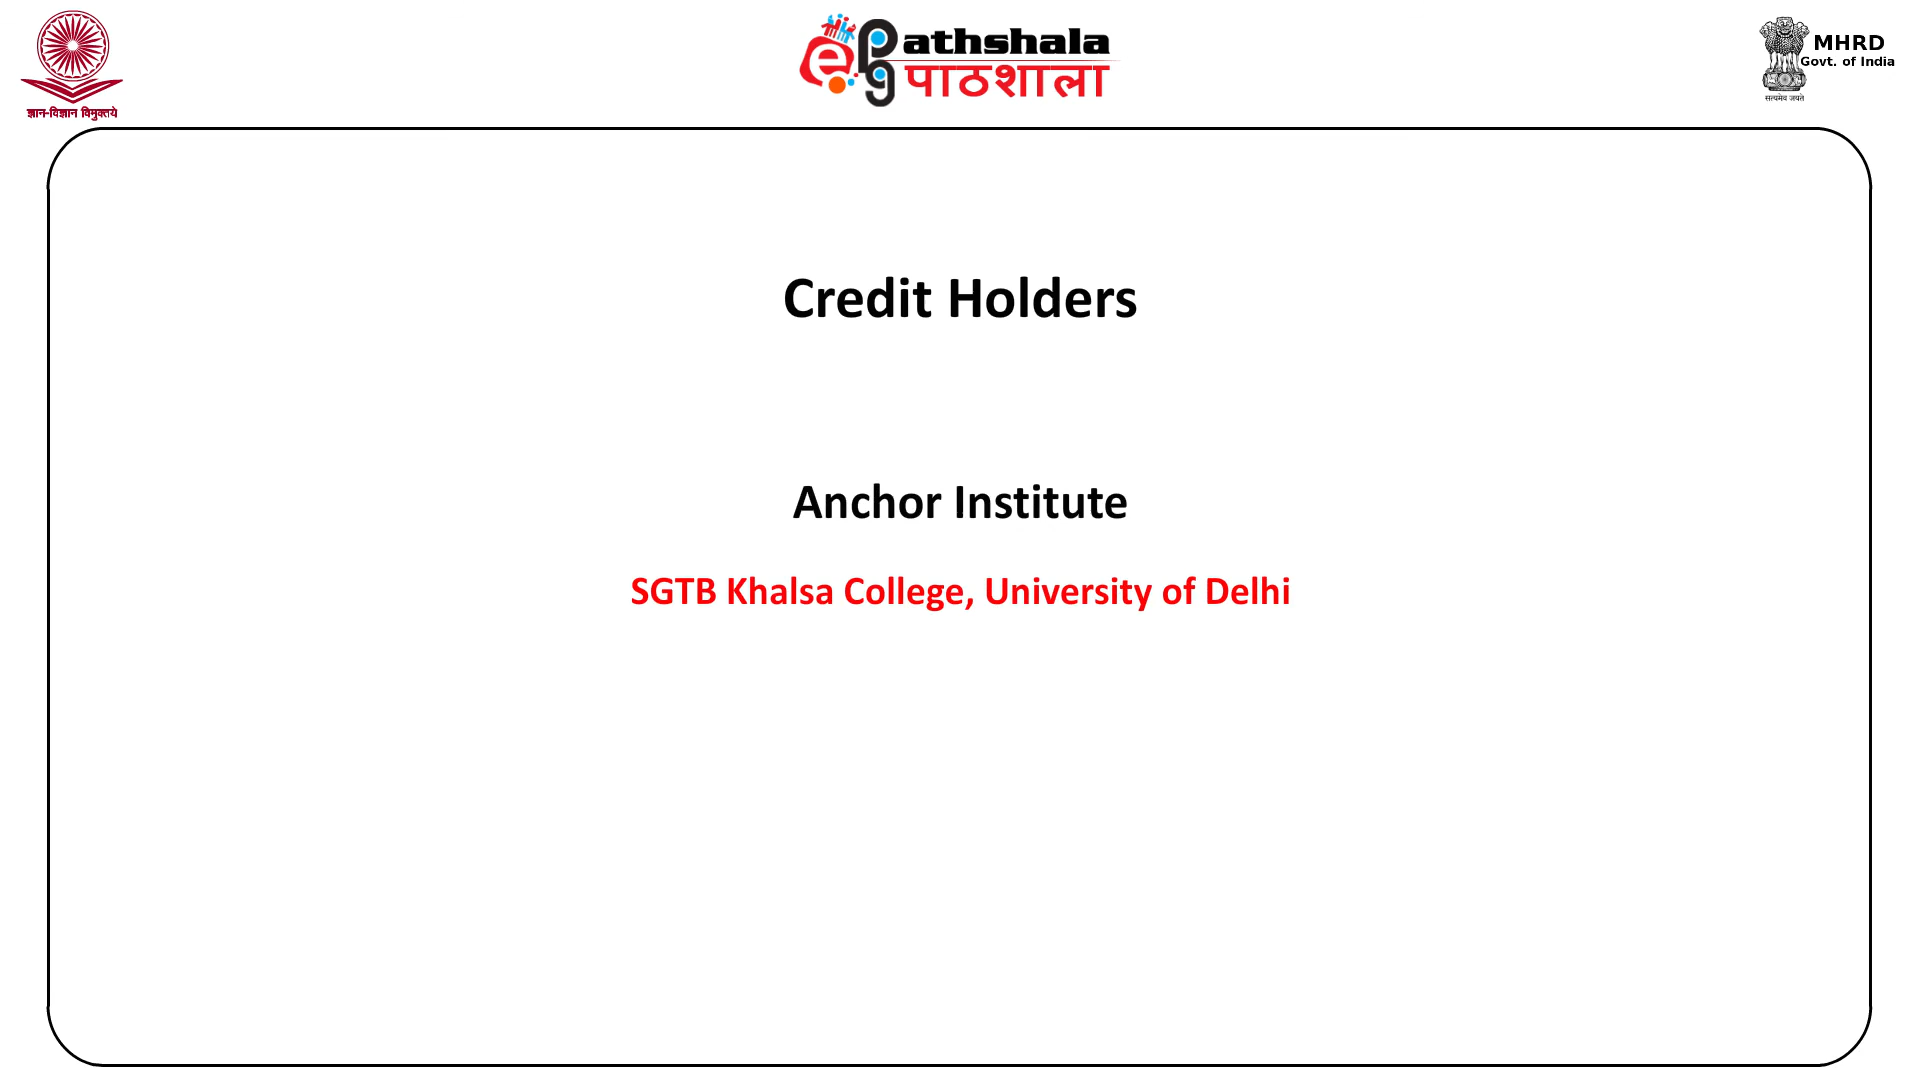 ज्ञान-विज्ञान विमुक्तये
e PG athshala
पाठशाला
MHRD
Govt. of India
सत्यमेव जयते
Credit Holders
Anchor Institute
SGTB Khalsa College, University of Delhi